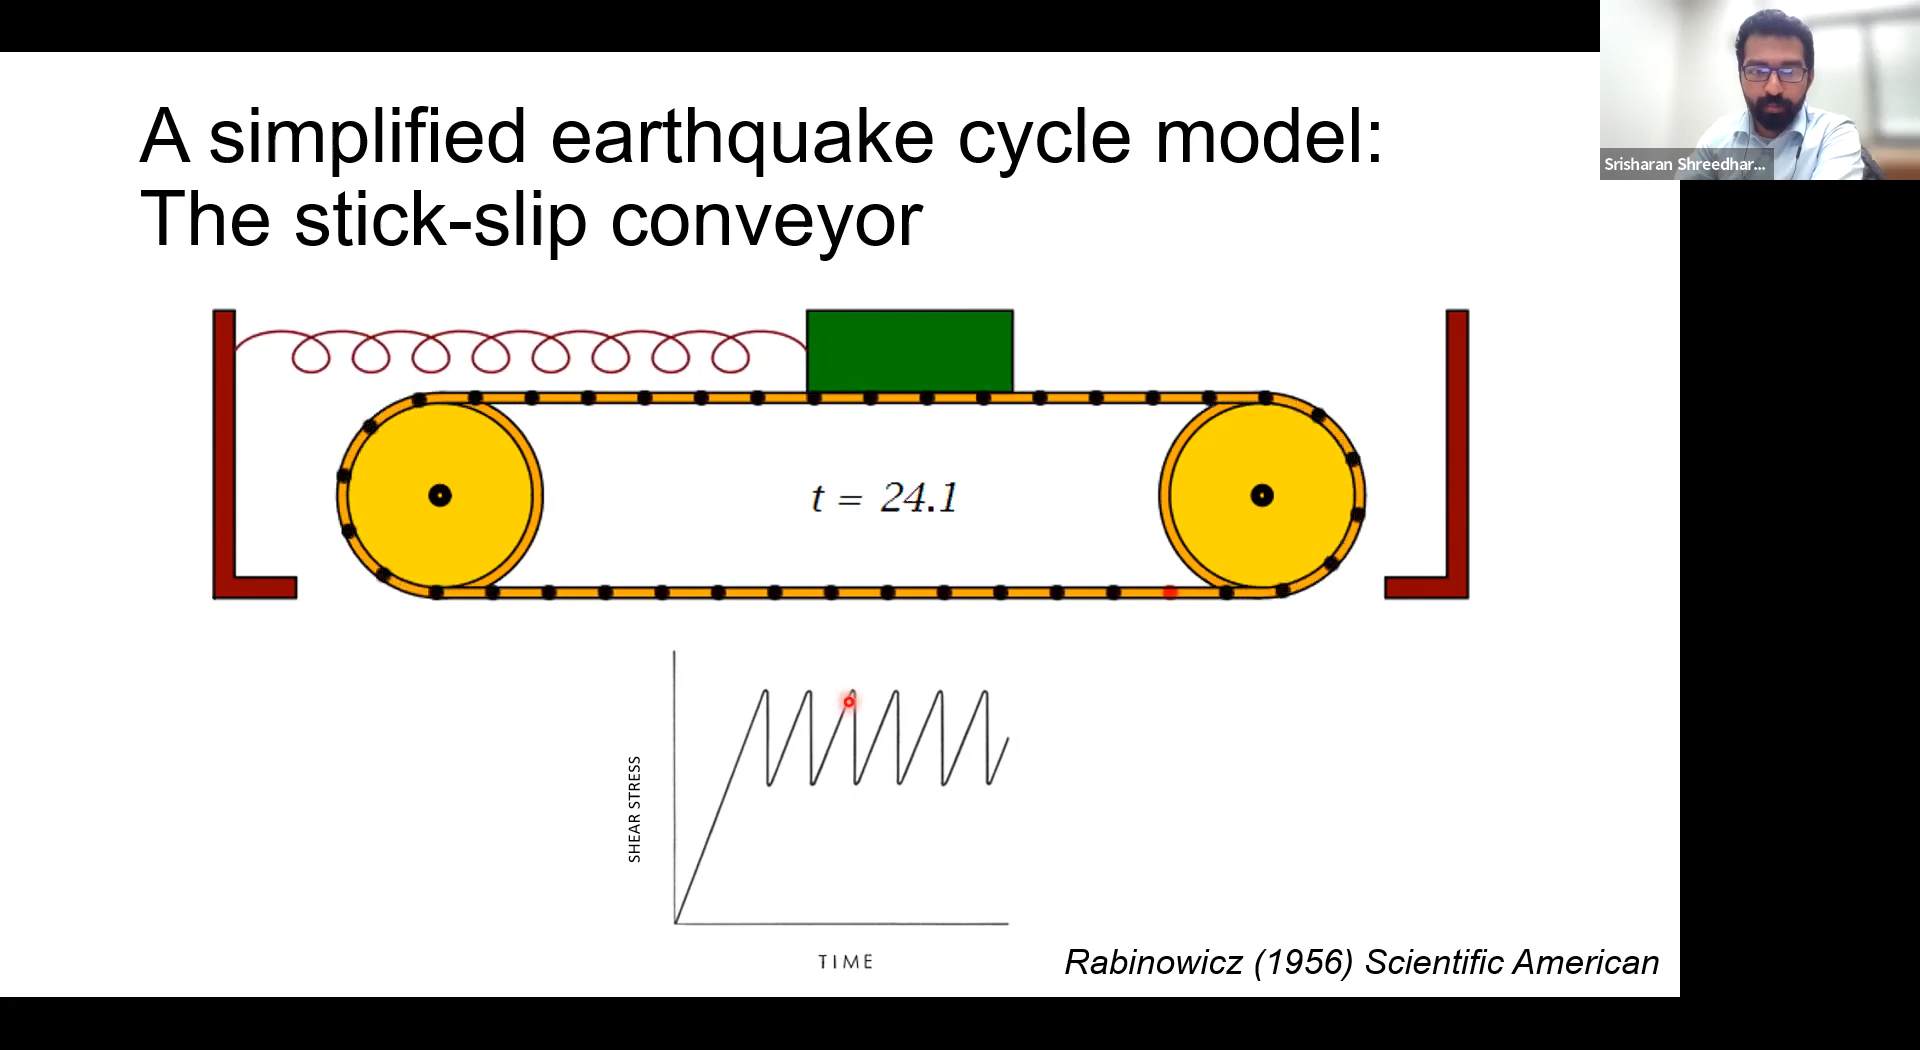 A simplified earthquake cycle model:
The stick-slip conveyor
Srisharan Shreedhar...
t = 24.1
SHEAR STRESS
TIME
Rabinowicz (1956) Scientific American